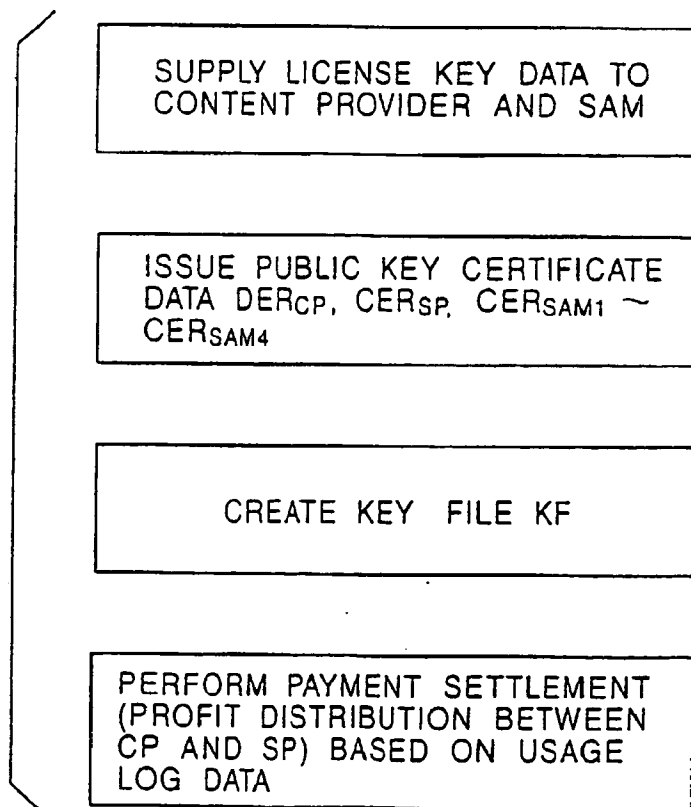 SUPPLY LICENSE KEY DATA TO
CONTENT PROVIDER AND SAM
ISSUE PUBLIC KEY CERTIFICATE
DATA DERCP, CERSP, CERSAM1 ~
CERSAM4
CREATE KEY FILE KF
PERFORM PAYMENT SETTLEMENT
(PROFIT DISTRIBUTION BETWEEN
CP AND SP) BASED ON USAGE
LOG DATA